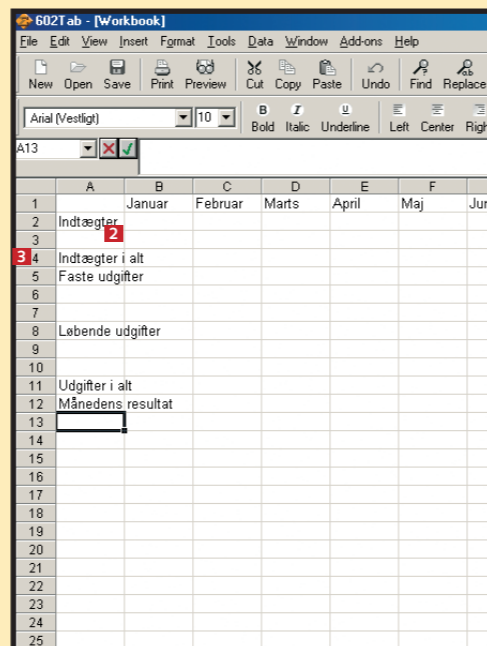 602Tab - [Workbook]
File Edit View Insert Format Tools Data Window Add-ons Help
New Open Save Print Preview Cut Copy Paste Undo Find Replace
Arial (Vestligt) 10 B I U
Bold Italic Underline Left Center Righ
A13
A B C D E F
1 Januar Februar Marts April Maj Jun
2 Indtægter 2
3
3 4 Indtægter i alt
5 Faste udgifter
6
7
8 Løbende udgifter
9
10
11 Udgifter i alt
12 Månedens resultat
13
14
15
16
17
18
19
20
21
22
23
24
25